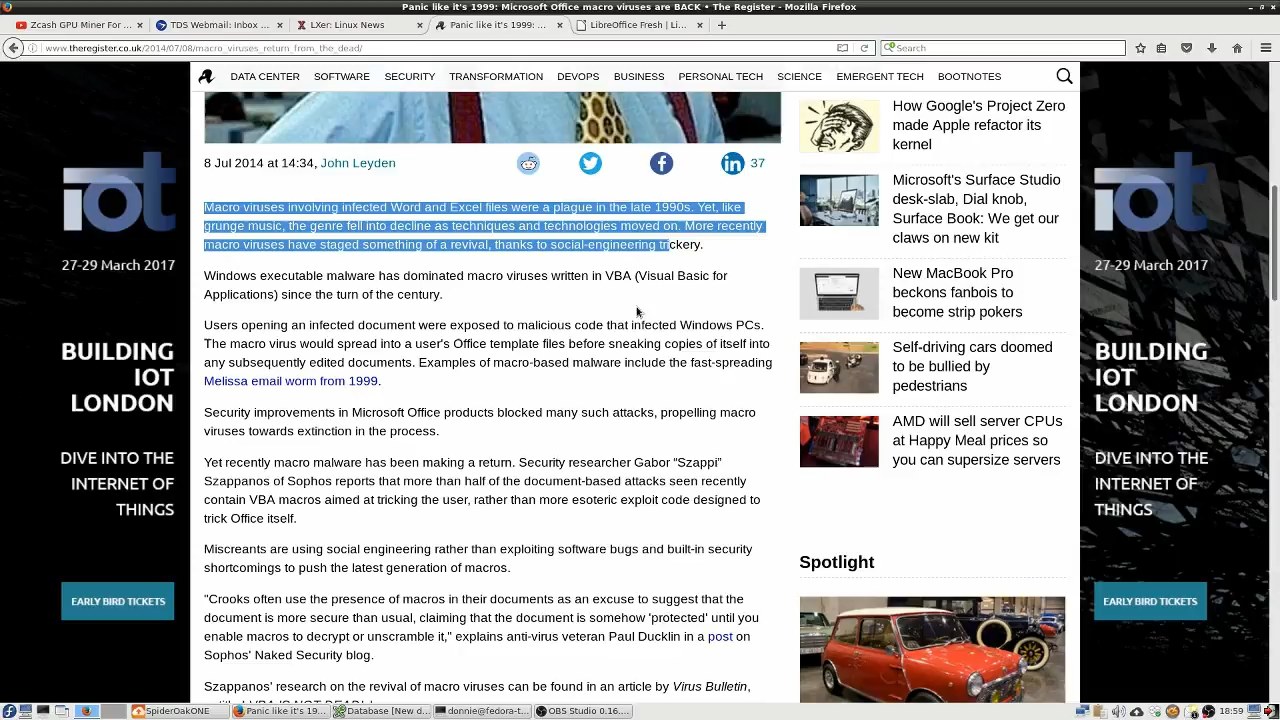 Panic like it's 1999: Microsoft Office macro viruses are BACK • The Register - Mozilla Firefox
Zcash GPU Miner For ...
TDS Webmail: Inbox ...
LXer: Linux News
Panic like it's 1999: ...
LibreOffice Fresh | Li...
www.theregister.co.uk/2014/07/08/macro_viruses_return_from_the_dead/
Search
DATA CENTER SOFTWARE SECURITY TRANSFORMATION DEVOPS BUSINESS PERSONAL TECH SCIENCE EMERGENT TECH BOOTNOTES
8 Jul 2014 at 14:34, John Leyden
37
Macro viruses involving infected Word and Excel files were a plague in the late 1990s. Yet, like
grunge music, the genre fell into decline as techniques and technologies moved on. More recently
macro viruses have staged something of a revival, thanks to social-engineering trickery.
Windows executable malware has dominated macro viruses written in VBA (Visual Basic for
Applications) since the turn of the century.
Users opening an infected document were exposed to malicious code that infected Windows PCs.
The macro virus would spread into a user's Office template files before sneaking copies of itself into
any subsequently edited documents. Examples of macro-based malware include the fast-spreading
Melissa email worm from 1999.
Security improvements in Microsoft Office products blocked many such attacks, propelling macro
viruses towards extinction in the process.
Yet recently macro malware has been making a return. Security researcher Gabor “Szappi”
Szappanos of Sophos reports that more than half of the document-based attacks seen recently
contain VBA macros aimed at tricking the user, rather than more esoteric exploit code designed to
trick Office itself.
Miscreants are using social engineering rather than exploiting software bugs and built-in security
shortcomings to push the latest generation of macros.
"Crooks often use the presence of macros in their documents as an excuse to suggest that the
document is more secure than usual, claiming that the document is somehow 'protected' until you
enable macros to decrypt or unscramble it," explains anti-virus veteran Paul Ducklin in a post on
Sophos' Naked Security blog.
Szappanos' research on the revival of macro viruses can be found in an article by Virus Bulletin,
How Google's Project Zero
made Apple refactor its
kernel
Microsoft's Surface Studio
desk-slab, Dial knob,
Surface Book: We get our
claws on new kit
New MacBook Pro
beckons fanbois to
become strip pokers
Self-driving cars doomed
to be bullied by
pedestrians
AMD will sell server CPUs
at Happy Meal prices so
you can supersize servers
Spotlight
iot
27-29 March 2017
BUILDING
IOT
LONDON
DIVE INTO THE
INTERNET OF
THINGS
EARLY BIRD TICKETS
iot
27-29 March 2017
BUILDING
IOT
LONDON
DIVE INTO THE
INTERNET OF
THINGS
EARLY BIRD TICKETS
SpiderOakONE
Panic like it's 19...
Database [New d...
donnie@fedora-t...
OBS Studio 0.16....
18:59